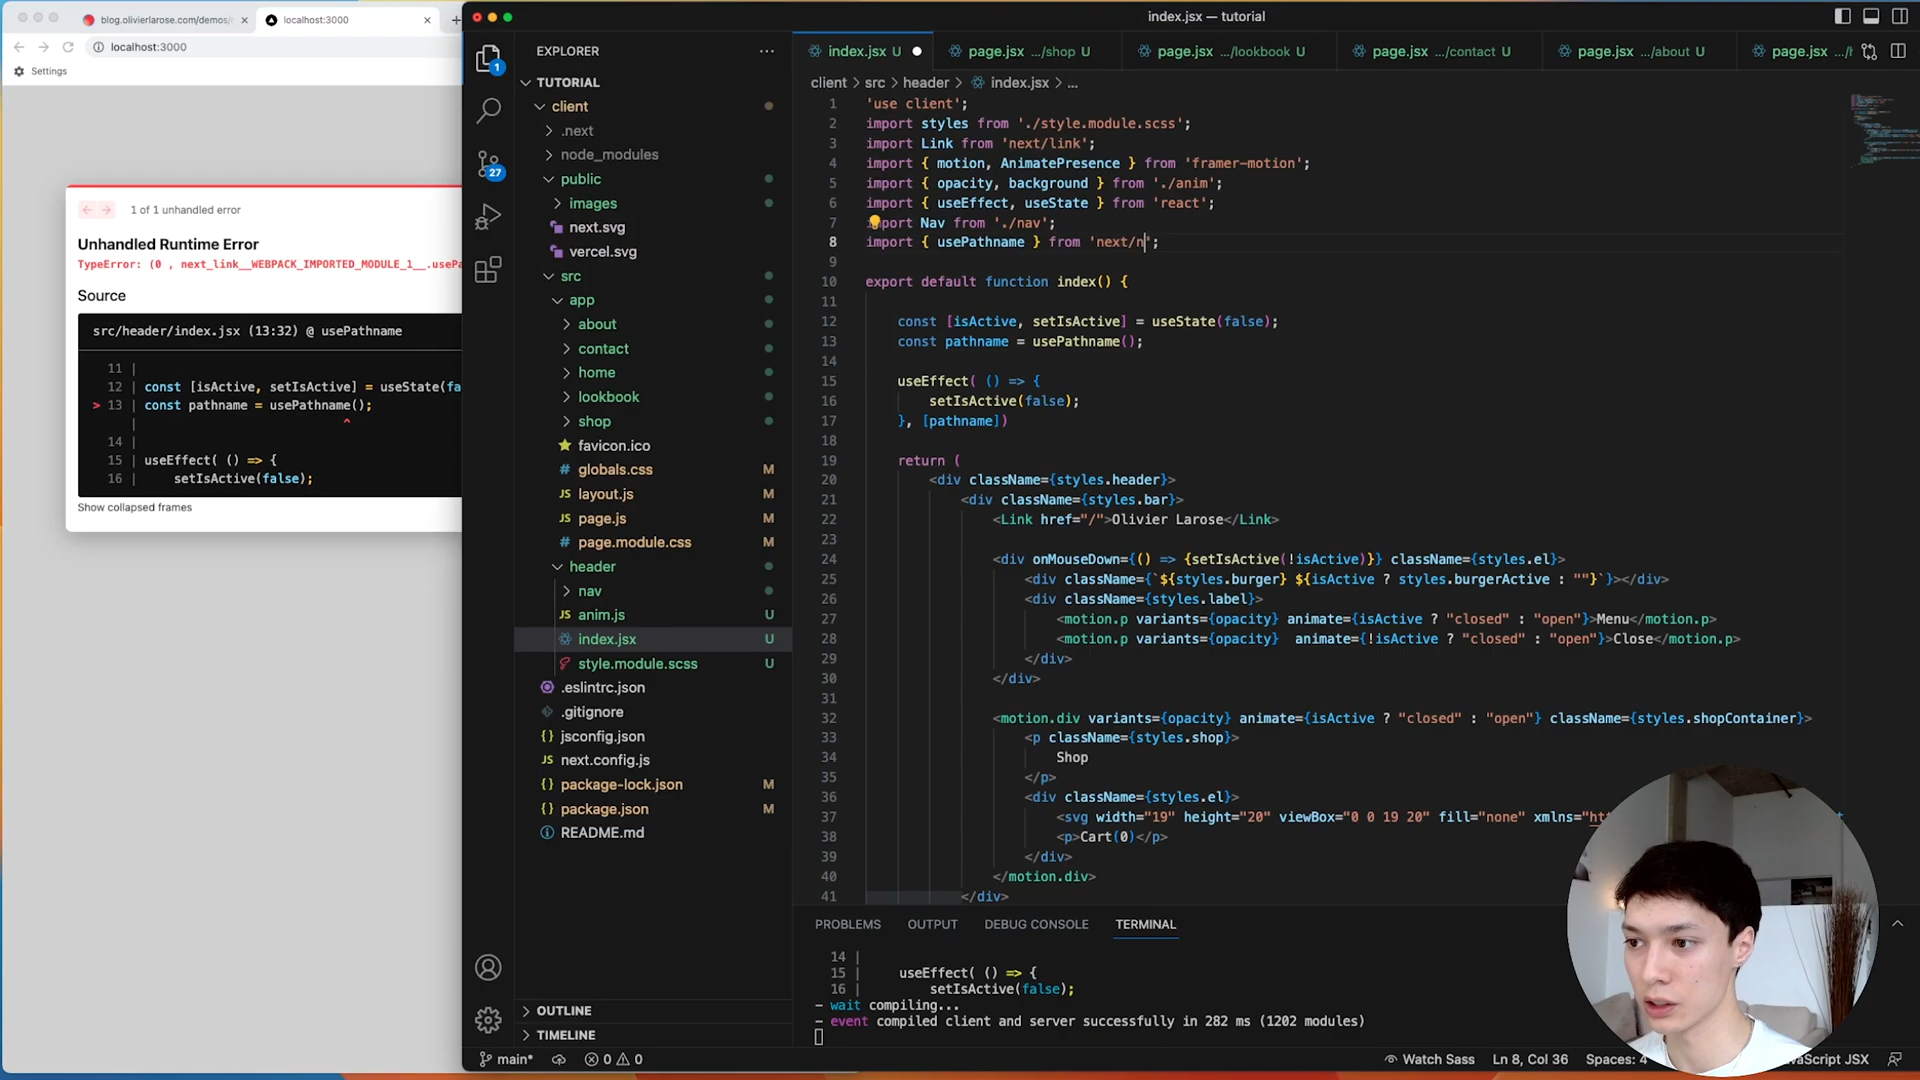 blog.olivierlarose.com/demos/
localhost:3000
localhost:3000
Settings
1 of 1 unhandled error
Unhandled Runtime Error
TypeError: (0 , next_link__WEBPACK_IMPORTED_MODULE_1__.usePa
Source
src/header/index.jsx (13:32) @ usePathname
11 |
12 | const [isActive, setIsActive] = useState(fa
> 13 | const pathname = usePathname();
| ^
14 |
15 | useEffect( () => {
16 | setIsActive(false);
Show collapsed frames
index.jsx — tutorial
1
27
EXPLORER
TUTORIAL
client
.next
node_modules
public
images
next.svg
vercel.svg
src
app
about
contact
home
lookbook
shop
favicon.ico
globals.css M
layout.js M
page.js M
page.module.css M
header
nav
anim.js U
index.jsx U
style.module.scss U
.eslintrc.json
.gitignore
jsconfig.json
next.config.js
package-lock.json M
package.json M
README.md
OUTLINE
TIMELINE
index.jsx U
page.jsx .../shop U
page.jsx .../lookbook U
page.jsx .../contact U
page.jsx .../about U
page.jsx .../h
client > src > header > index.jsx > ...
1 'use client';
2 import styles from './style.module.scss';
3 import Link from 'next/link';
4 import { motion, AnimatePresence } from 'framer-motion';
5 import { opacity, background } from './anim';
6 import { useEffect, useState } from 'react';
7 import Nav from './nav';
8 import { usePathname } from 'next/n';
9
10 export default function index() {
11
12 const [isActive, setIsActive] = useState(false);
13 const pathname = usePathname();
14
15 useEffect( () => {
16 setIsActive(false);
17 }, [pathname])
18
19 return (
20 <div className={styles.header}>
21 <div className={styles.bar}>
22 <Link href="/">Olivier Larose</Link>
23
24 <div onMouseDown={() => {setIsActive(!isActive)}} className={styles.el}>
25 <div className={`${styles.burger} ${isActive ? styles.burgerActive : ""}`}></div>
26 <div className={styles.label}>
27 <motion.p variants={opacity} animate={isActive ? "closed" : "open"}>Menu</motion.p>
28 <motion.p variants={opacity} animate={!isActive ? "closed" : "open"}>Close</motion.p>
29 </div>
30 </div>
31
32 <motion.div variants={opacity} animate={isActive ? "closed" : "open"} className={styles.shopContainer}>
33 <p className={styles.shop}>
34 Shop
35 </p>
36 <div className={styles.el}>
37 <svg width="19" height="20" viewBox="0 0 19 20" fill="none" xmlns="ht
38 <p>Cart(0)</p>
39 </div>
40 </motion.div>
41 </div>
PROBLEMS OUTPUT DEBUG CONSOLE TERMINAL
14 |
15 | useEffect( () => {
16 | setIsActive(false);
- wait compiling...
- event compiled client and server successfully in 282 ms (1202 modules)
main*
0 0
Watch Sass
Ln 8, Col 36
Spaces: 4
JavaScript JSX